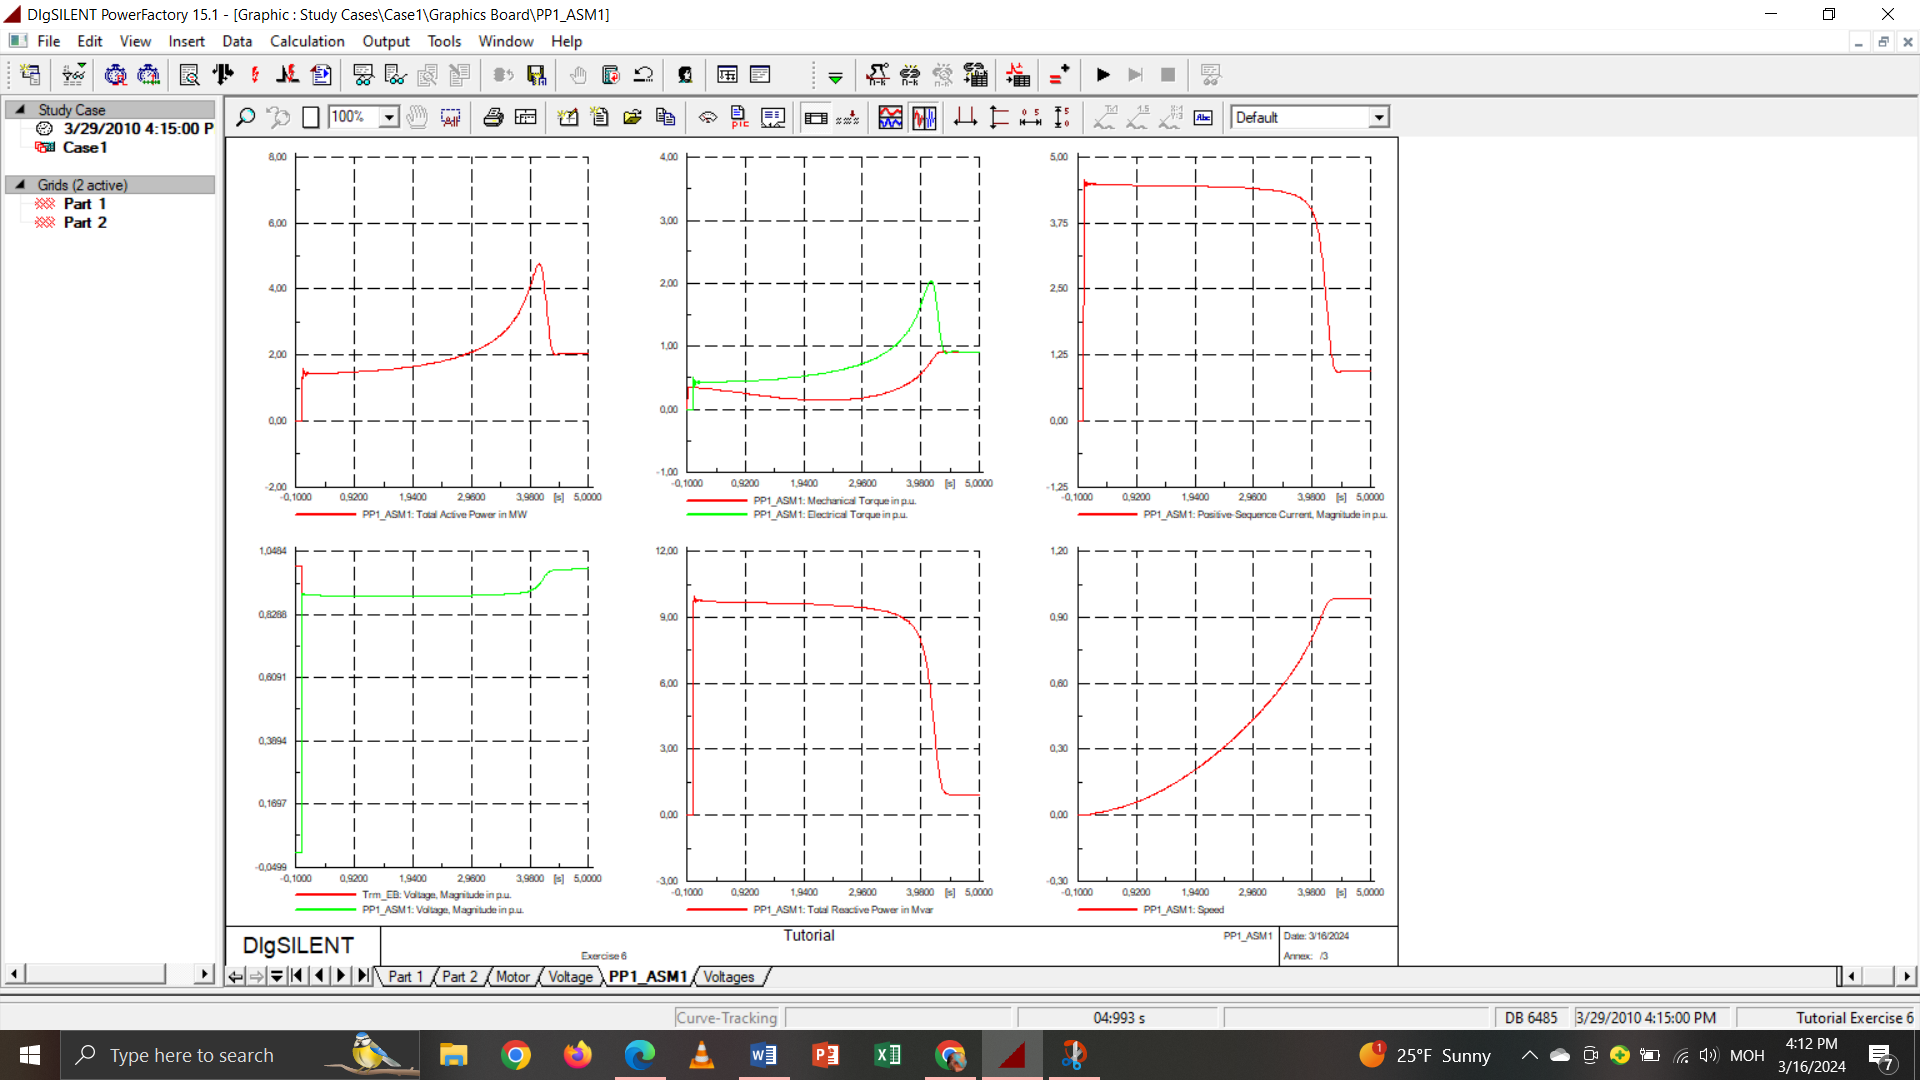 DIgSILENT PowerFactory 15.1 - [Graphic : Study Cases\Case1\Graphics Board\PP1_ASM1]
File Edit View Insert Data Calculation Output Tools Window Help
100%
Default
Study Case
3/29/2010 4:15:00 P
Case1
Grids (2 active)
Part 1
Part 2
8,00
6,00
4,00
2,00
0,00
-2,00
-0,1000 0,9200 1,9400 2,9600 3,9800 [s] 5,0000
PP1_ASM1: Total Active Power in MW
4,00
3,00
2,00
1,00
0,00
-1,00
-0,1000 0,9200 1,9400 2,9600 3,9800 [s] 5,0000
PP1_ASM1: Mechanical Torque in p.u.
PP1_ASM1: Electrical Torque in p.u.
5,00
3,75
2,50
1,25
0,00
-1,25
-0,1000 0,9200 1,9400 2,9600 3,9800 [s] 5,0000
PP1_ASM1: Positive-Sequence Current, Magnitude in p.u.
1,0484
0,8288
0,6091
0,3894
0,1697
-0,0499
-0,1000 0,9200 1,9400 2,9600 3,9800 [s] 5,0000
Trm_EB: Voltage, Magnitude in p.u.
PP1_ASM1: Voltage, Magnitude in p.u.
12,00
9,00
6,00
3,00
0,00
-3,00
-0,1000 0,9200 1,9400 2,9600 3,9800 [s] 5,0000
PP1_ASM1: Total Reactive Power in Mvar
1,20
0,90
0,60
0,30
0,00
-0,30
-0,1000 0,9200 1,9400 2,9600 3,9800 [s] 5,0000
PP1_ASM1: Speed
DIgSILENT
Tutorial
Exercise 6
PP1_ASM1
Date: 3/16/2024
Annex: /3
Part 1 Part 2 Motor Voltage PP1_ASM1 Voltages
Curve-Tracking 04:993 s DB 6485 3/29/2010 4:15:00 PM Tutorial Exercise 6
Type here to search
1
25°F Sunny
MOH
4:12 PM
3/16/2024
7